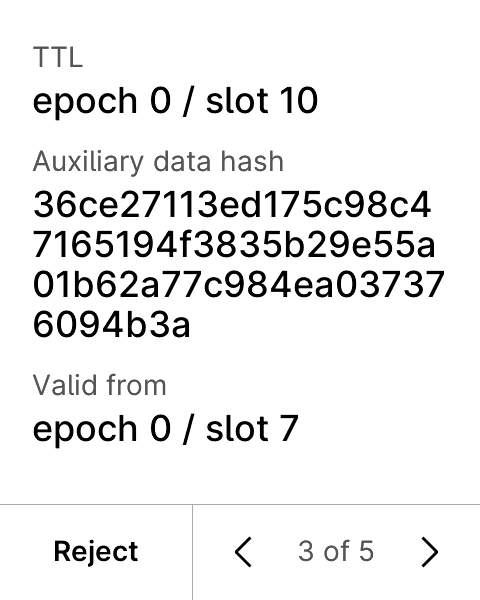 TTL
epoch 0 / slot 10
Auxiliary data hash
36ce27113ed175c98c4
7165194f3835b29e55a
01b62a77c984ea03737
6094b3a
Valid from
epoch 0 / slot 7
Reject
3 of 5